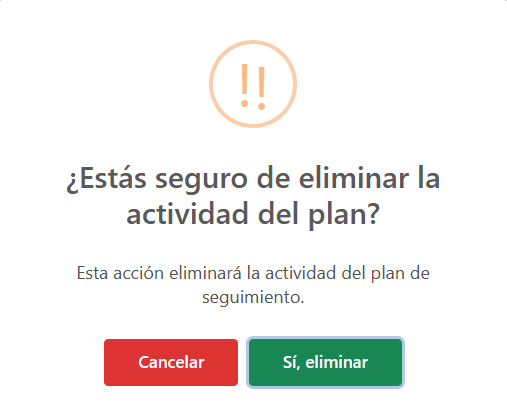 !!
¿Estás seguro de eliminar la
actividad del plan?
Esta acción eliminará la actividad del plan de
seguimiento.
Cancelar
Sí, eliminar